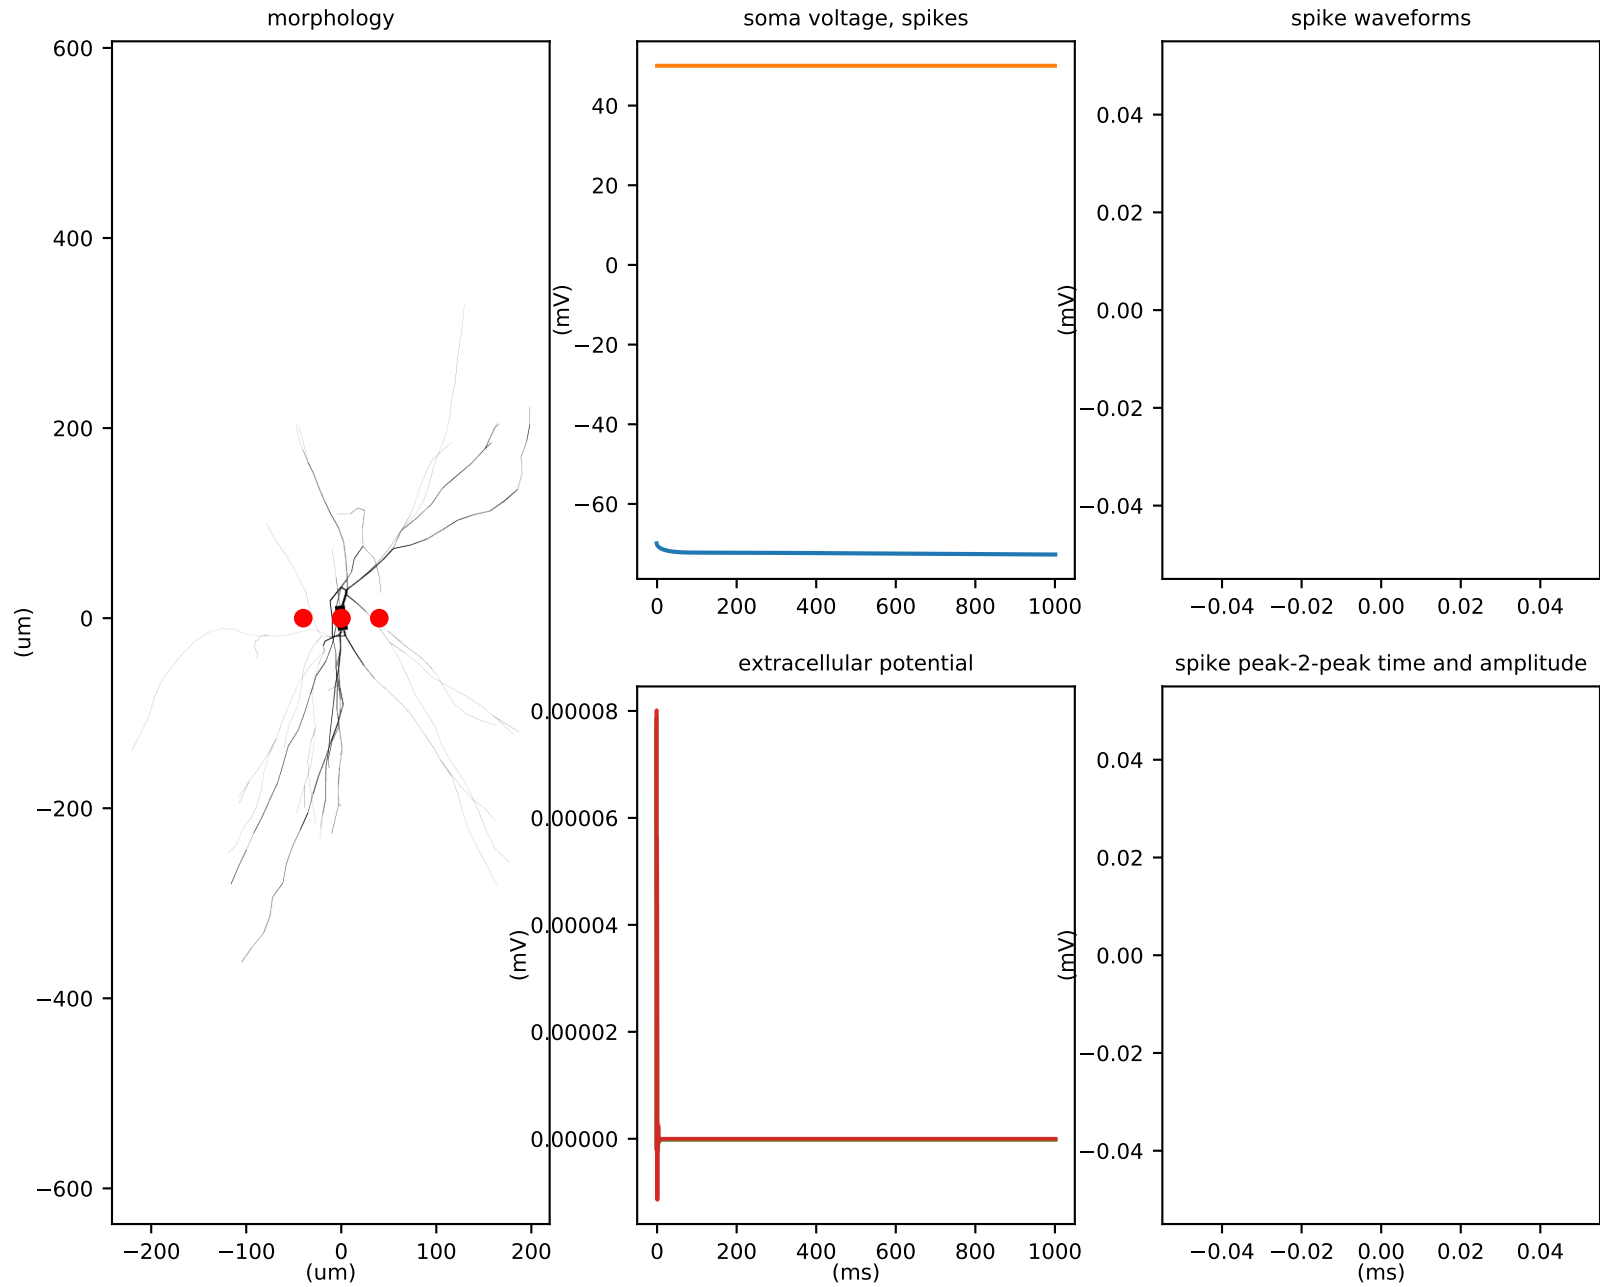 morphology
600
400
200
0
−200
−400
−600
(um)
−200 −100 0 100 200
(um)
soma voltage, spikes
40
20
0
−20
−40
−60
(mV)
0 200 400 600 800 1000
spike waveforms
0.04
0.02
0.00
−0.02
−0.04
(mV)
−0.04 −0.02 0.00 0.02 0.04
extracellular potential
0.00008
0.00006
0.00004
0.00002
0.00000
(mV)
0 200 400 600 800 1000
(ms)
spike peak-2-peak time and amplitude
0.04
0.02
0.00
−0.02
−0.04
(mV)
−0.04 −0.02 0.00 0.02 0.04
(ms)